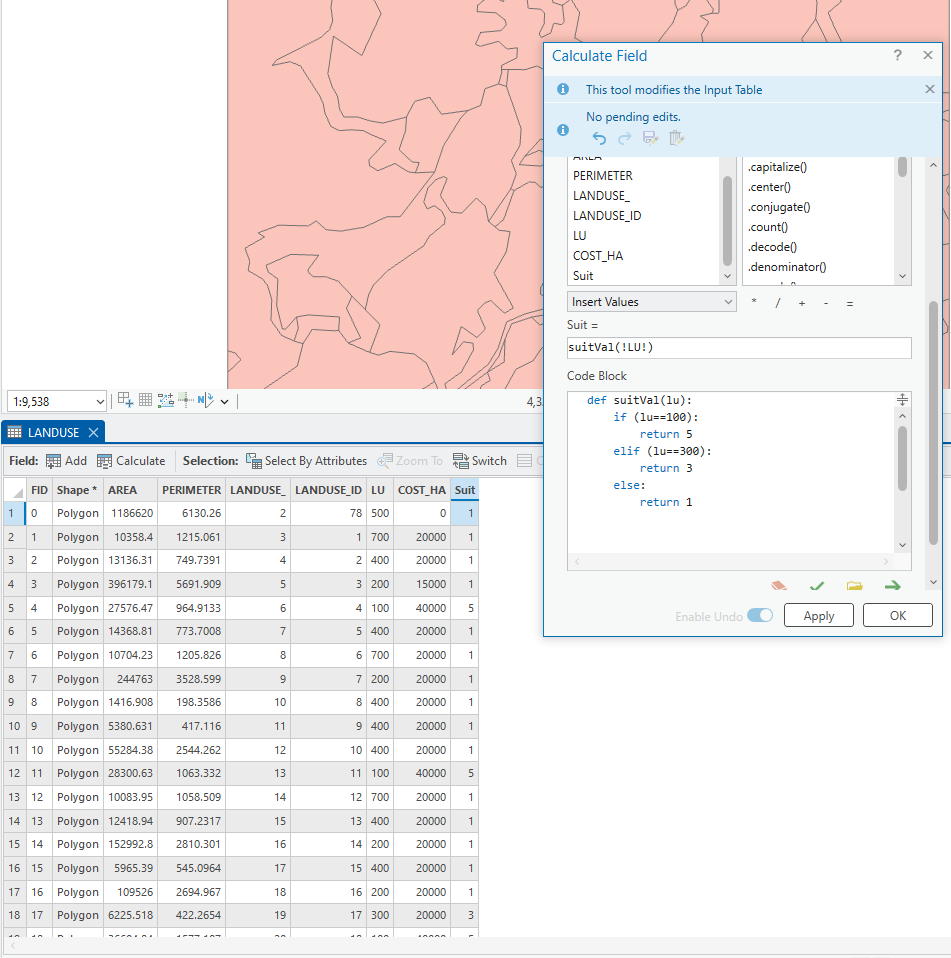 Calculate Field ?
This tool modifies the Input Table
No pending edits.
AREA
PERIMETER
LANDUSE_
LANDUSE_ID
LU
COST_HA
Suit
.capitalize()
.center()
.conjugate()
.count()
.decode()
.denominator()
Insert Values * / + - =
Suit =
suitVal(!LU!)
Code Block
def suitVal(lu):
if (lu==100):
return 5
elif (lu==300):
return 3
else:
return 1
Enable Undo Apply OK
1:9,538
N
4,3
LANDUSE
Field: Add Calculate Selection: Select By Attributes Zoom To Switch
FID Shape * AREA PERIMETER LANDUSE_ LANDUSE_ID LU COST_HA Suit
1 0 Polygon 1186620 6130.26 2 78 500 0 1
2 1 Polygon 10358.4 1215.061 3 1 700 20000 1
3 2 Polygon 13136.31 749.7391 4 2 400 20000 1
4 3 Polygon 396179.1 5691.909 5 3 200 15000 1
5 4 Polygon 27576.47 964.9133 6 4 100 40000 5
6 5 Polygon 14368.81 773.7008 7 5 400 20000 1
7 6 Polygon 10704.23 1205.826 8 6 700 20000 1
8 7 Polygon 244763 3528.599 9 7 200 20000 1
9 8 Polygon 1416.908 198.3586 10 8 400 20000 1
10 9 Polygon 5380.631 417.116 11 9 400 20000 1
11 10 Polygon 55284.38 2544.262 12 10 400 20000 1
12 11 Polygon 28300.63 1063.332 13 11 100 40000 5
13 12 Polygon 10083.95 1058.509 14 12 700 20000 1
14 13 Polygon 12418.94 907.2317 15 13 400 20000 1
15 14 Polygon 152992.8 2810.301 16 14 200 20000 1
16 15 Polygon 5965.39 545.0964 17 15 400 20000 1
17 16 Polygon 109526 2694.967 18 16 200 20000 1
18 17 Polygon 6225.518 422.2654 19 17 300 20000 3